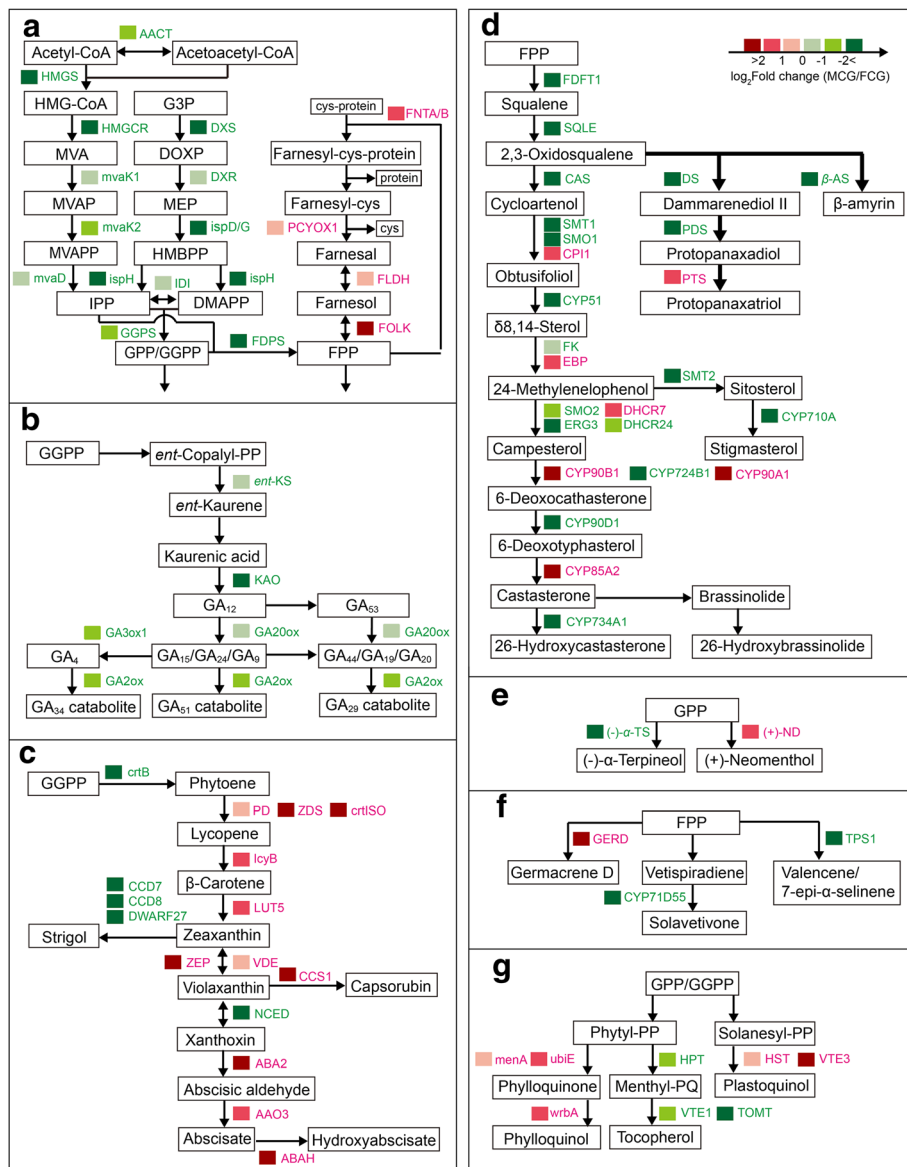 a
AACT
Acetyl-CoA
Acetoacetyl-CoA
HMGS
HMG-CoA
G3P
cys-protein
FNTA/B
HMGCR
DXS
MVA
DOXP
Farnesyl-cys-protein
mvaK1
DXR
protein
MVAP
MEP
Farnesyl-cys
mvaK2
ispD/G
PCYOX1
cys
MVAPP
HMBPP
Farnesal
mvaD
ispH
IDI
ispH
FLDH
IPP
DMAPP
Farnesol
GGPS
FDPS
FOLK
GPP/GGPP
FPP
b
GGPP
ent-Copalyl-PP
ent-KS
ent-Kaurene
Kaurenic acid
KAO
GA12
GA53
GA3ox1
GA20ox
GA20ox
GA4
GA15/GA24/GA9
GA44/GA19/GA20
GA2ox
GA2ox
GA2ox
GA34 catabolite
GA51 catabolite
GA29 catabolite
c
GGPP
crtB
Phytoene
PD
ZDS
crtISO
Lycopene
lcyB
β-Carotene
CCD7
CCD8
DWARF27
LUT5
Strigol
Zeaxanthin
ZEP
VDE
CCS1
Violaxanthin
Capsorubin
NCED
Xanthoxin
ABA2
Abscisic aldehyde
AAO3
Abscisate
Hydroxyabscisate
ABAH
d
FPP
>2 1 0 -1 -2<
log2Fold change (MCG/FCG)
FDFT1
Squalene
SQLE
2,3-Oxidosqualene
CAS
DS
β-AS
Cycloartenol
Dammarenediol II
β-amyrin
SMT1
SMO1
CPI1
PDS
Protopanaxadiol
Obtusifoliol
PTS
CYP51
Protopanaxatriol
δ8,14-Sterol
FK
EBP
24-Methylenelophenol
SMT2
Sitosterol
SMO2
DHCR7
ERG3
DHCR24
CYP710A
Campesterol
Stigmasterol
CYP90B1
CYP724B1
CYP90A1
6-Deoxocathasterone
CYP90D1
6-Deoxotyphasterol
CYP85A2
Castasterone
Brassinolide
CYP734A1
26-Hydroxycastasterone
26-Hydroxybrassinolide
e
GPP
(-)-α-TS
(+)-ND
(-)-α-Terpineol
(+)-Neomenthol
f
FPP
GERD
TPS1
Germacrene D
Vetispiradiene
Valencene/
7-epi-α-selinene
CYP71D55
Solavetivone
g
GPP/GGPP
Phytyl-PP
Solanesyl-PP
menA
ubiE
HPT
HST
VTE3
Phylloquinone
Menthyl-PQ
Plastoquinol
wrbA
VTE1
TOMT
Phylloquinol
Tocopherol